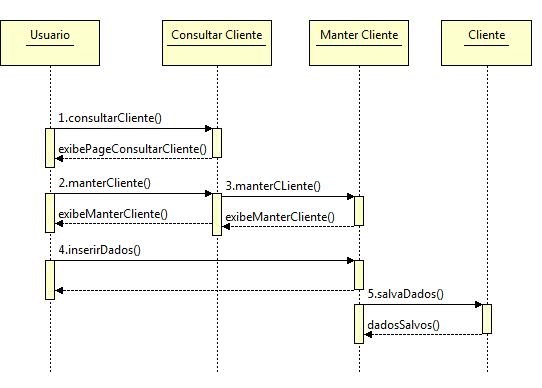 Usuario
Consultar Cliente
Manter Cliente
Cliente
1.consultarCliente()
exibePageConsultarCliente()
2.manterCliente()
3.manterCLiente()
exibeManterCliente()
exibeManterCliente()
4.inserirDados()
5.salvaDados()
dadosSalvos()